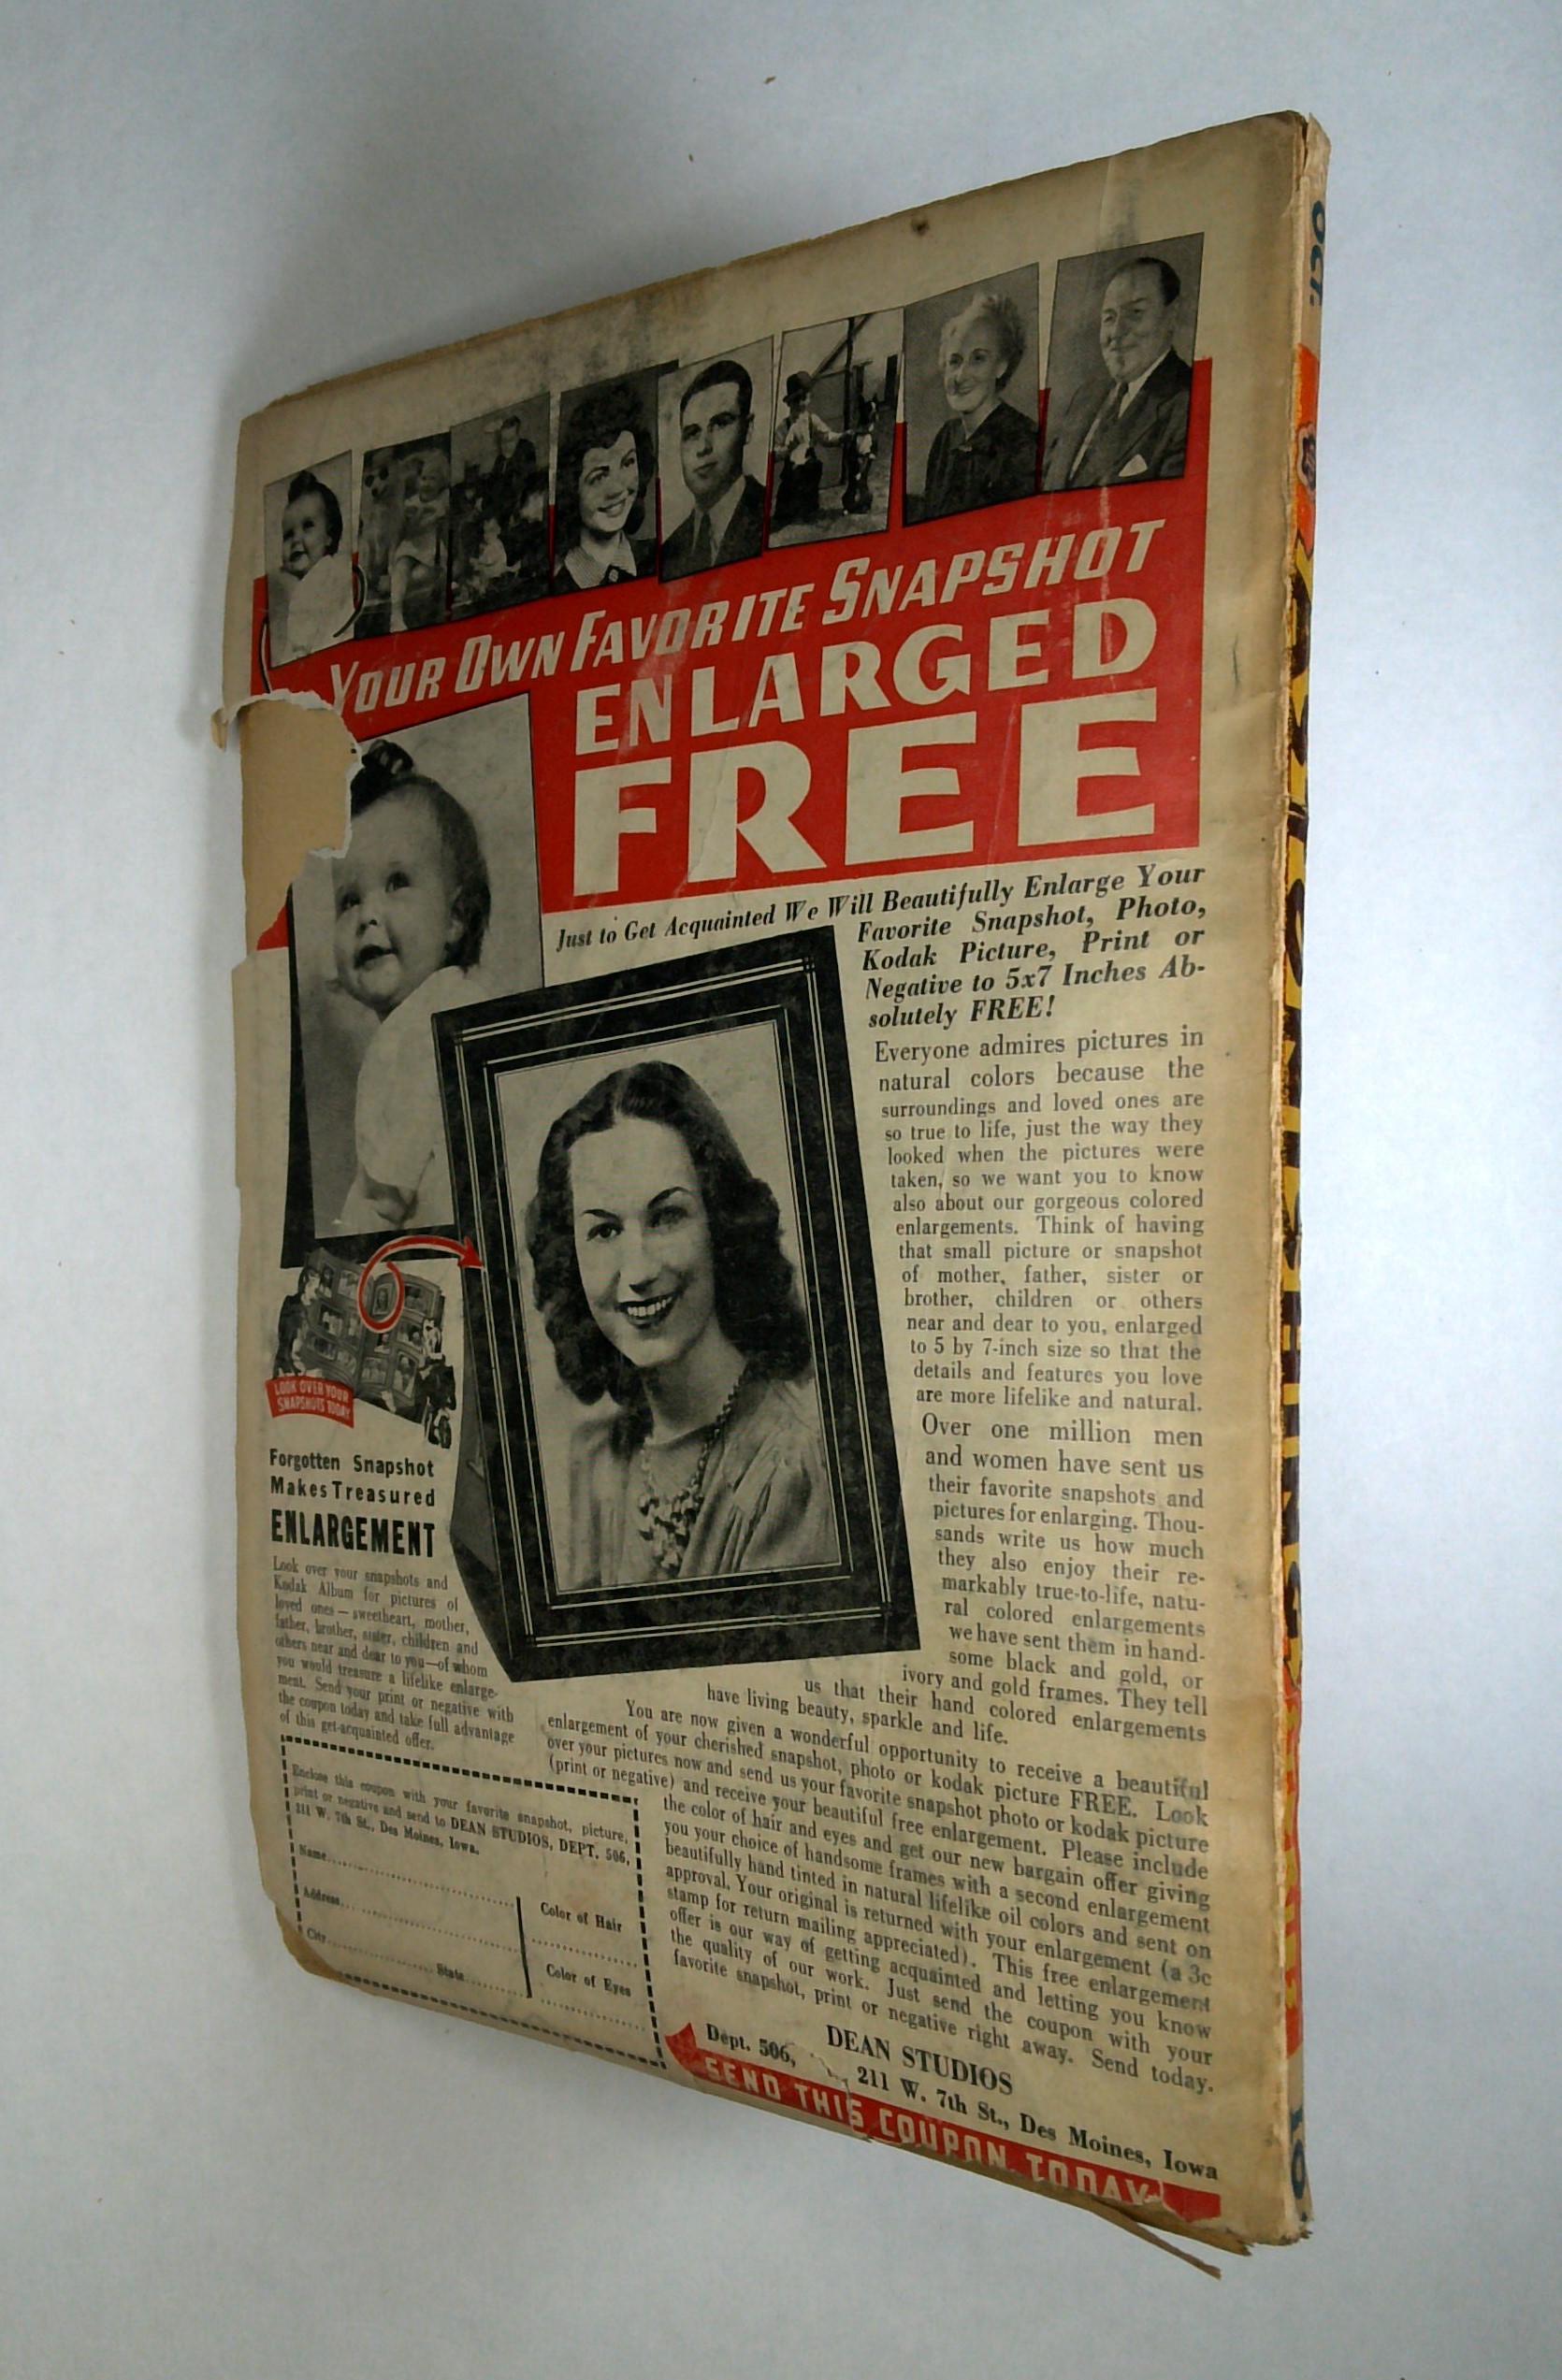 YOUR OWN FAVORITE SNAPSHOT
ENLARGED
FREE
Just to Get Acquainted We Will Beautifully Enlarge Your
Favorite Snapshot, Photo,
Kodak Picture, Print or
Negative to 5x7 Inches Ab-
solutely FREE!
Everyone admires pictures in
natural colors because the
surroundings and loved ones are
so true to life, just the way they
looked when the pictures were
taken, so we want you to know
also about our gorgeous colored
enlargements. Think of having
that small picture or snapshot
of mother, father, sister or
brother, children or others
near and dear to you, enlarged
to 5 by 7-inch size so that the
details and features you love
are more lifelike and natural.
Over one million men
and women have sent us
their favorite snapshots and
pictures for enlarging. Thou-
sands write us how much
they also enjoy their re-
markably true-to-life, natu-
ral colored enlargements
we have sent them in hand-
some black and gold, or
ivory and gold frames. They tell
us that their hand colored enlargements
have living beauty, sparkle and life.
You are now given a wonderful opportunity to receive a beautiful
enlargement of your cherished snapshot, photo or kodak picture FREE. Look
over your pictures now and send us your favorite snapshot photo or kodak picture
(print or negative) and receive your beautiful free enlargement. Please include
the color of hair and eyes and get our new bargain offer giving
you your choice of handsome frames with a second enlargement
beautifully hand tinted in natural lifelike oil colors and sent on
approval. Your original is returned with your enlargement (a 3c
stamp for return mailing appreciated). This free enlargement
offer is our way of getting acquainted and letting you know
the quality of our work. Just send the coupon with your
favorite snapshot, print or negative right away. Send today.
DEAN STUDIOS
Dept. 506, 211 W. 7th St., Des Moines, Iowa
SEND THIS COUPON TODAY
LOOK OVER YOUR
SNAPSHOTS TODAY
Forgotten Snapshot
Makes Treasured
ENLARGEMENT
Look over your snapshots and
Kodak Album for pictures of
loved ones—sweetheart, mother,
father, brother, sister, children and
others near and dear to you—of whom
you would treasure a lifelike enlarge-
ment. Send your print or negative with
the coupon today and take full advantage
of this get-acquainted offer.
Enclose this coupon with your favorite snapshot, picture,
print or negative and send to DEAN STUDIOS, DEPT. 506,
211 W. 7th St., Des Moines, Iowa.
Name
Address
City State
Color of Hair
Color of Eyes
OCT.
10